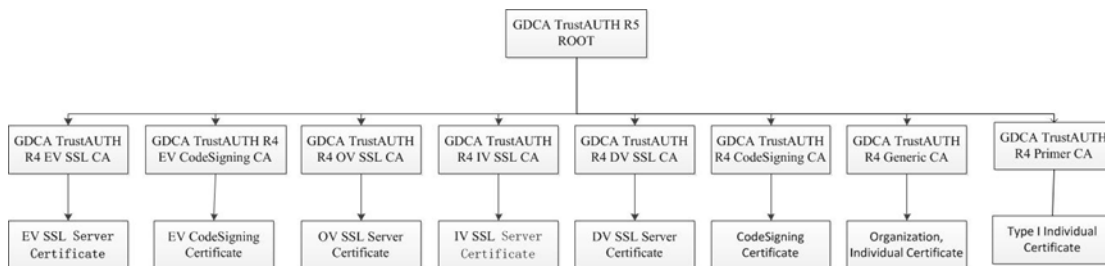 GDCA TrustAUTH R5
ROOT
GDCA TrustAUTH
R4 EV SSL CA
GDCA TrustAUTH R4
EV CodeSigning CA
GDCA TrustAUTH
R4 OV SSL CA
GDCA TrustAUTH
R4 IV SSL CA
GDCA TrustAUTH
R4 DV SSL CA
GDCA TrustAUTH
R4 CodeSigning CA
GDCA TrustAUTH
R4 Generic CA
GDCA TrustAUTH
R4 Primer CA
EV SSL Server
Certificate
EV CodeSigning
Certificate
OV SSL Server
Certificate
IV SSL Server
Certificate
DV SSL Server
Certificate
CodeSigning
Certificate
Organization,
Individual Certificate
Type I Individual
Certificate